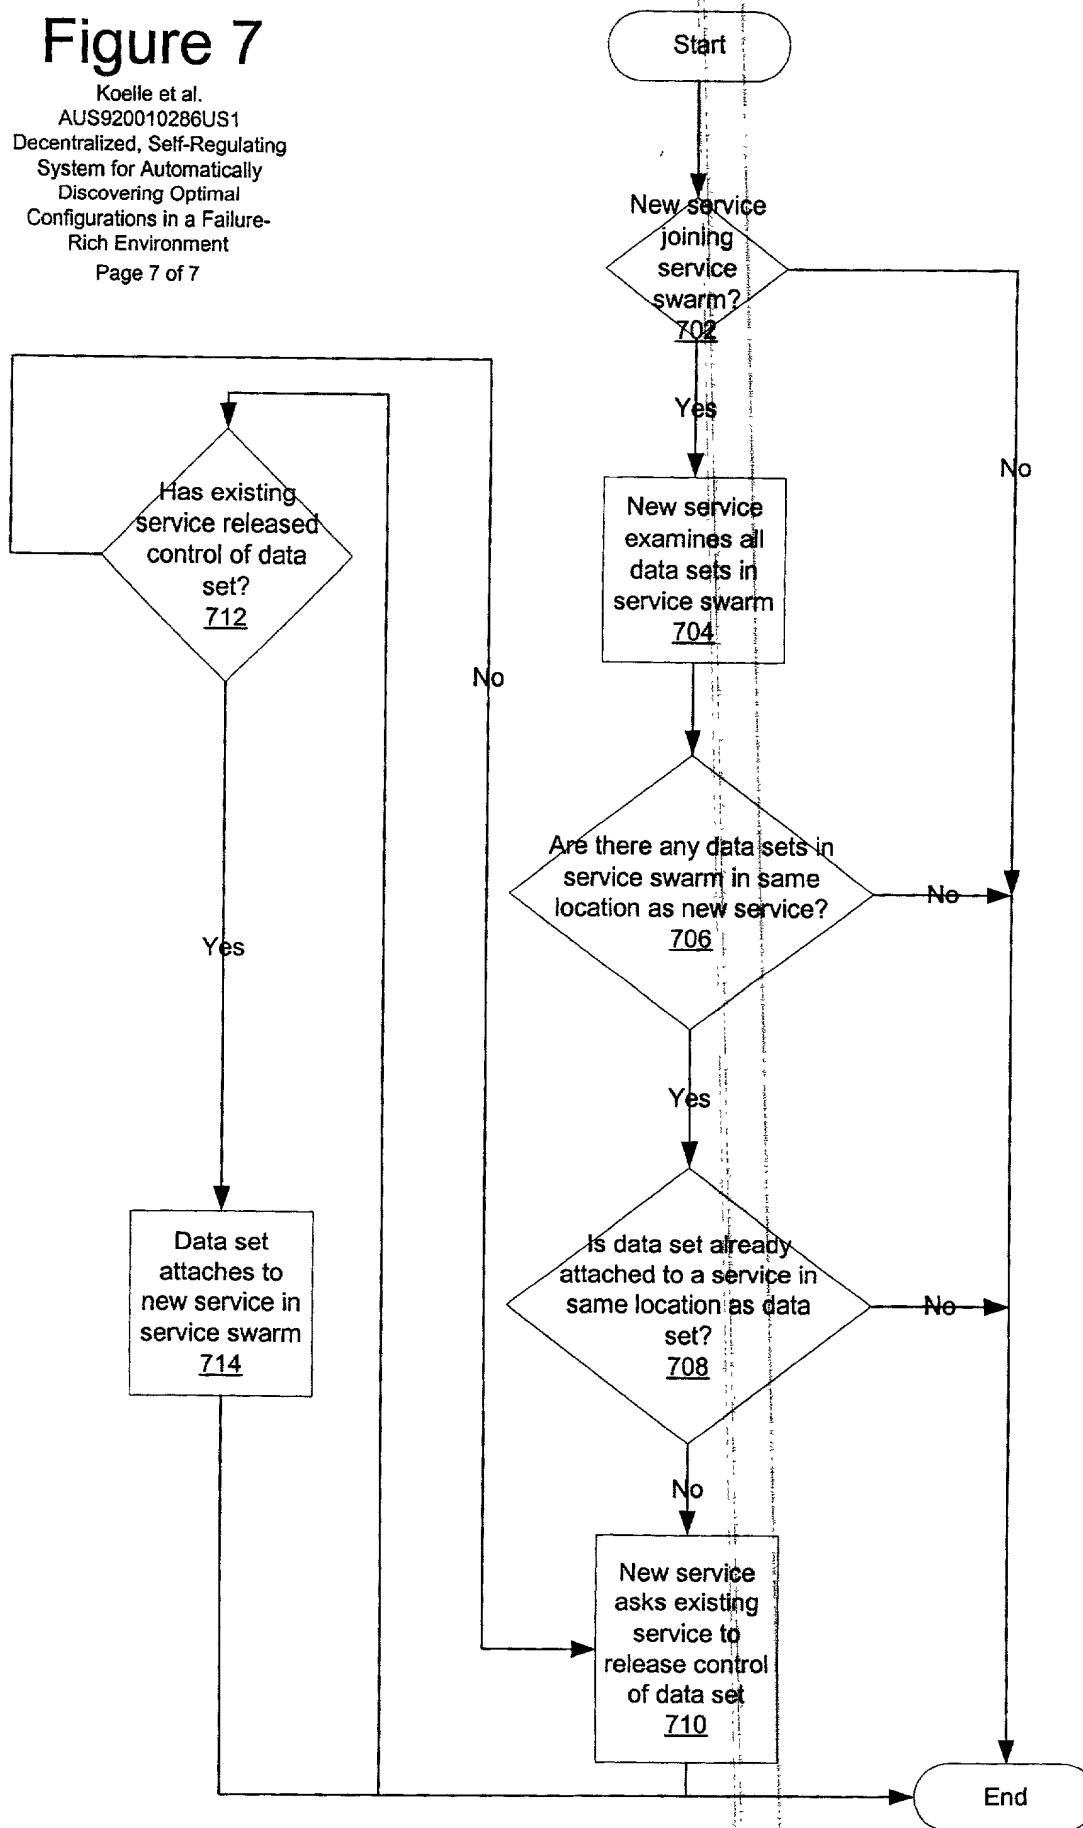 Figure 7
Koelle et al.
AUS920010286US1
Decentralized, Self-Regulating
System for Automatically
Discovering Optimal
Configurations in a Failure-
Rich Environment
Page 7 of 7
Start
New service
joining
service
swarm?
702
Yes
No
New service
examines all
data sets in
service swarm
704
Are there any data sets in
service swarm in same
location as new service?
706
No
Yes
Is data set already
attached to a service in
same location as data
set?
708
No
No
New service
asks existing
service to
release control
of data set
710
Has existing
service released
control of data
set?
712
No
Yes
Data set
attaches to
new service in
service swarm
714
End